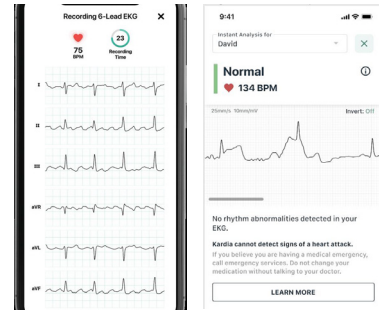 Recording 6-Lead EKG ×
75
BPM
23
Recording
Time
I
II
III
aVR
aVL
aVF
9:41
Instant Analysis for
David
Normal
134 BPM
25mm/s 10mm/mV
Invert: Off
No rhythm abnormalities detected in your
EKG.
Kardia cannot detect signs of a heart attack.
If you believe you are having a medical emergency,
call emergency services. Do not change your
medication without talking to your doctor.
LEARN MORE